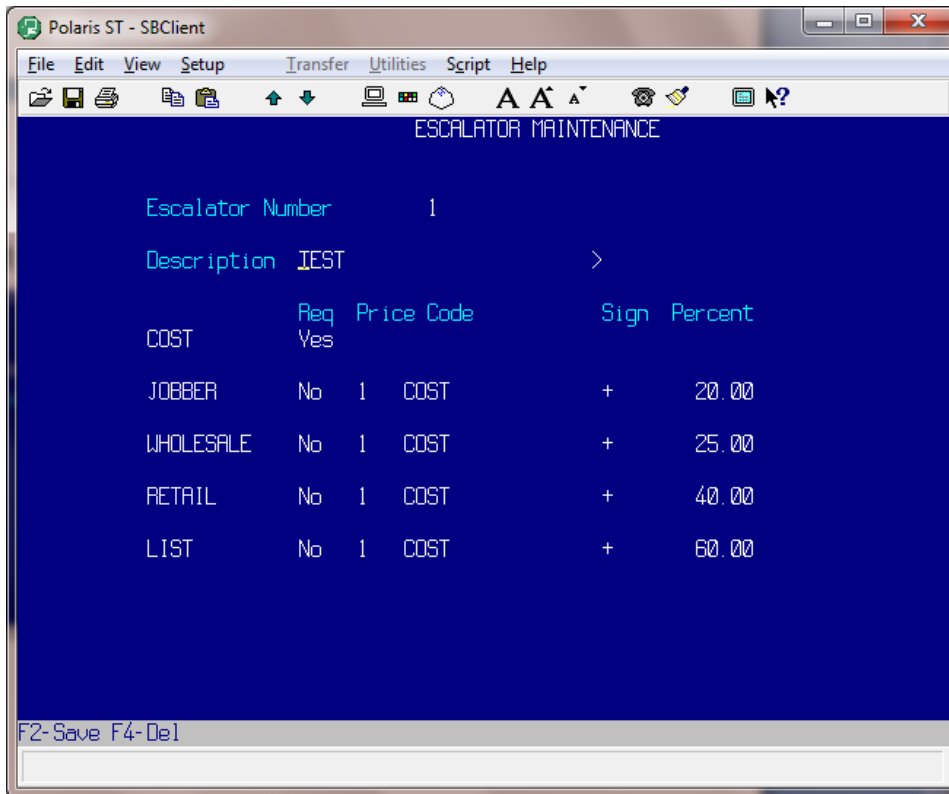 Polaris ST - SBClient
File Edit View Setup Transfer Utilities Script Help
A A A ?
ESCALATOR MAINTENANCE
Escalator Number 1
Description TEST >
Req Price Code Sign Percent
COST Yes
JOBBER No 1 COST + 20.00
WHOLESALE No 1 COST + 25.00
RETAIL No 1 COST + 40.00
LIST No 1 COST + 60.00
F2-Save F4-Del